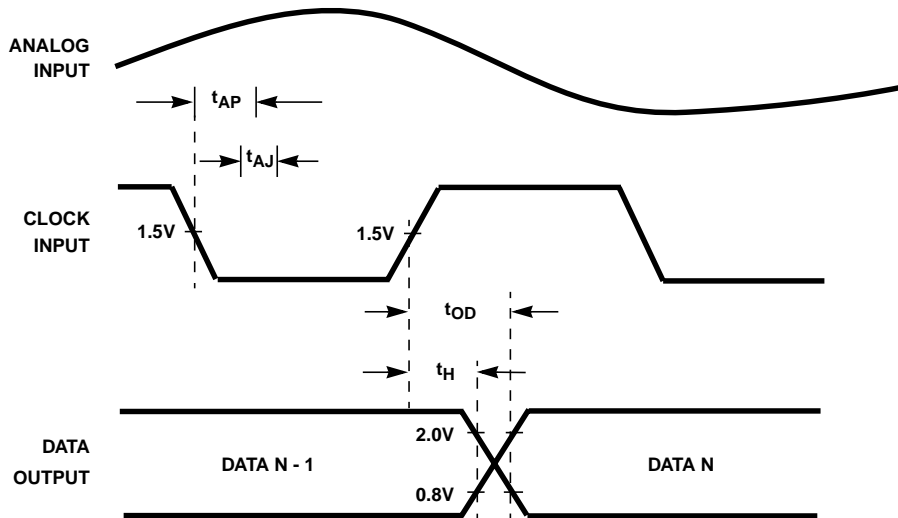 ANALOG
INPUT
tAP
tAJ
CLOCK
INPUT
1.5V
1.5V
tOD
tH
DATA
OUTPUT
2.0V
0.8V
DATA N - 1
DATA N